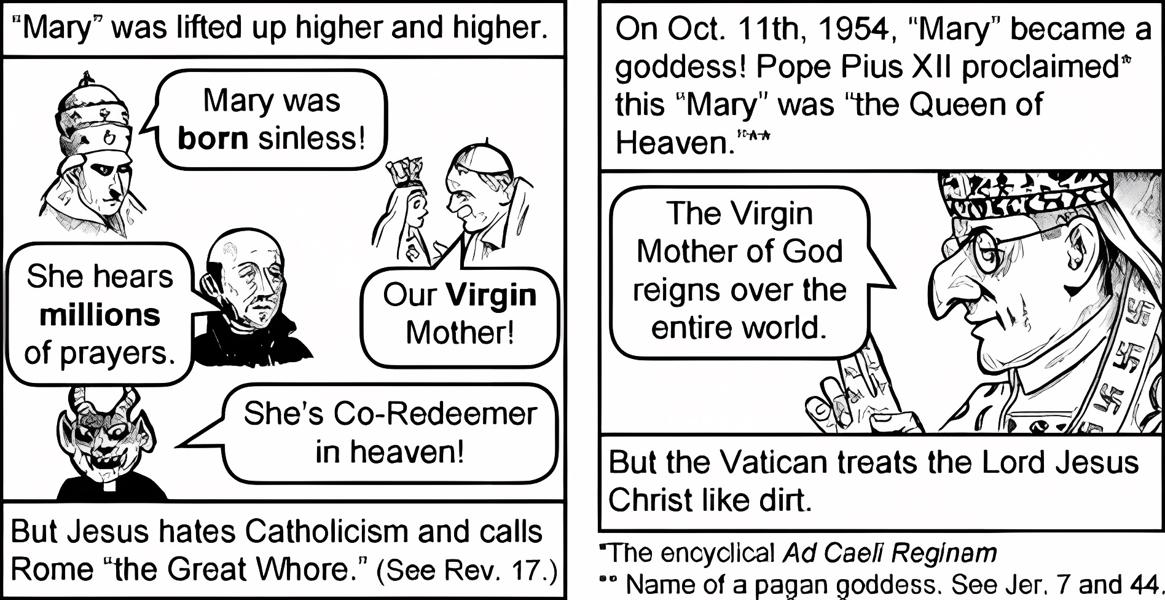 "Mary" was lifted up higher and higher.
Mary was
born sinless!
She hears
millions
of prayers.
Our Virgin
Mother!
She's Co-Redeemer
in heaven!
But Jesus hates Catholicism and calls
Rome "the Great Whore." (See Rev. 17.)
On Oct. 11th, 1954, "Mary" became a
goddess! Pope Pius XII proclaimed*
this "Mary" was "the Queen of
Heaven."**
The Virgin
Mother of God
reigns over the
entire world.
But the Vatican treats the Lord Jesus
Christ like dirt.
*The encyclical Ad Caeli Reginam
** Name of a pagan goddess. See Jer. 7 and 44.